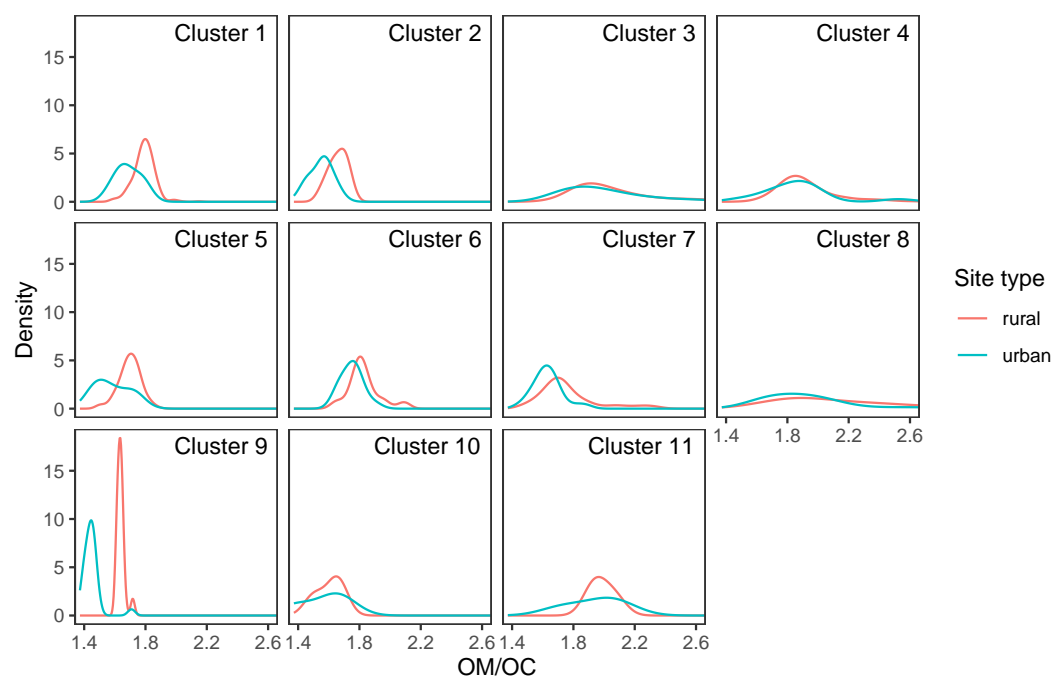 Cluster 1
Cluster 2
Cluster 3
Cluster 4
15
10
5
0
Cluster 5
Cluster 6
Cluster 7
Cluster 8
15
10
5
0
1.4 1.8 2.2 2.6
Cluster 9
Cluster 10
Cluster 11
15
10
5
0
1.4 1.8 2.2 2.6
1.4 1.8 2.2 2.6
1.4 1.8 2.2 2.6
Density
OM/OC
Site type
rural
urban